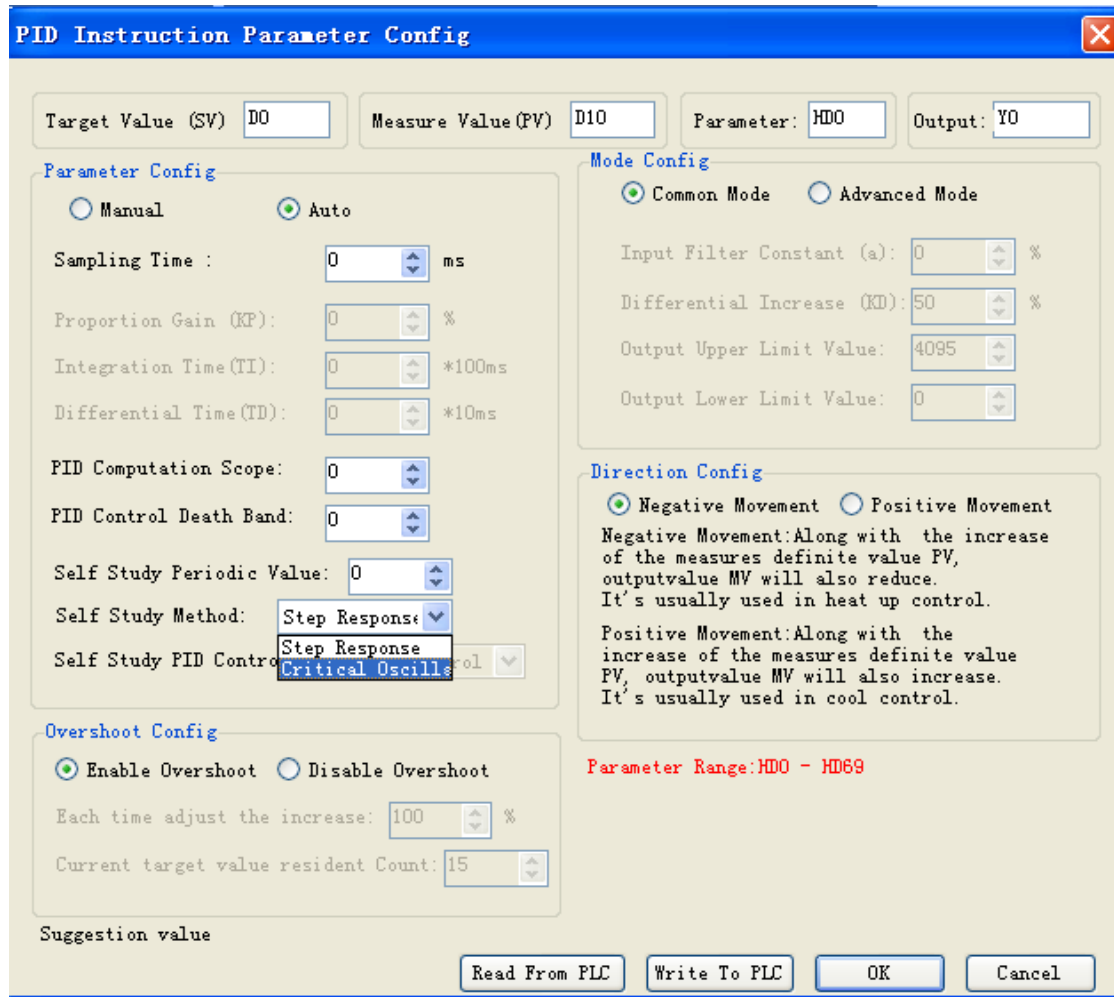 PID Instruction Parameter Config
Target Value (SV) D0
Measure Value(PV) D10
Parameter: HD0
Output: Y0
Parameter Config
Manual Auto
Sampling Time : 0 ms
Proportion Gain (KP): 0 %
Integration Time(TI): 0 *100ms
Differential Time(TD): 0 *10ms
PID Computation Scope: 0
PID Control Death Band: 0
Self Study Periodic Value: 0
Self Study Method: Step Response
Step Response
Critical Oscilla
Self Study PID Contro rol
Overshoot Config
Enable Overshoot Disable Overshoot
Each time adjust the increase: 100 %
Current target value resident Count: 15
Suggestion value
Mode Config
Common Mode Advanced Mode
Input Filter Constant (a): 0 %
Differential Increase (KD): 50 %
Output Upper Limit Value: 4095
Output Lower Limit Value: 0
Direction Config
Negative Movement Positive Movement
Negative Movement:Along with the increase
of the measures definite value PV,
outputvalue MV will also reduce.
It's usually used in heat up control.
Positive Movement:Along with the
increase of the measures definite value
PV, outputvalue MV will also increase.
It's usually used in cool control.
Parameter Range:HD0 - HD69
Read From PLC Write To PLC OK Cancel